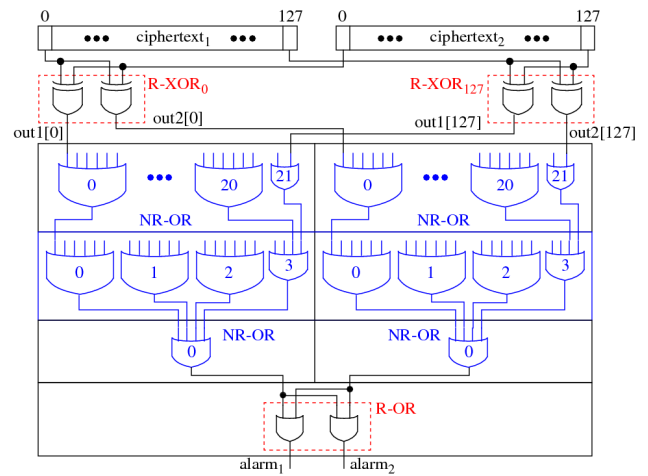 0 127 0 127
••• ciphertext1 ••• ••• ciphertext2 •••
R-XOR0 R-XOR127
out1[0] out2[0] out1[127] out2[127]
0 ••• 20 21 0 ••• 20 21
NR-OR NR-OR
0 1 2 3 0 1 2 3
NR-OR NR-OR
0 0
R-OR
alarm1 alarm2